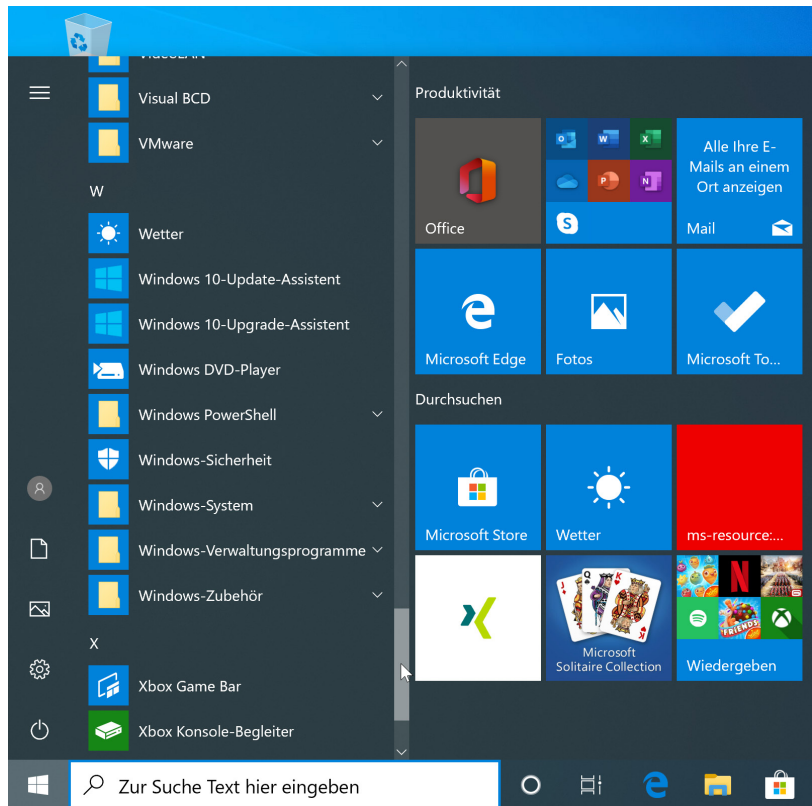 VideoLAN
Visual BCD
VMware
W
Wetter
Windows 10-Update-Assistent
Windows 10-Upgrade-Assistent
Windows DVD-Player
Windows PowerShell
Windows-Sicherheit
Windows-System
Windows-Verwaltungsprogramme
Windows-Zubehör
X
Xbox Game Bar
Xbox Konsole-Begleiter
Produktivität
Office
Alle Ihre E-
Mails an einem
Ort anzeigen
Mail
Microsoft Edge
Fotos
Microsoft To...
Durchsuchen
Microsoft Store
Wetter
ms-resource:...
Microsoft
Solitaire Collection
FRIENDS
Wiedergeben
Zur Suche Text hier eingeben